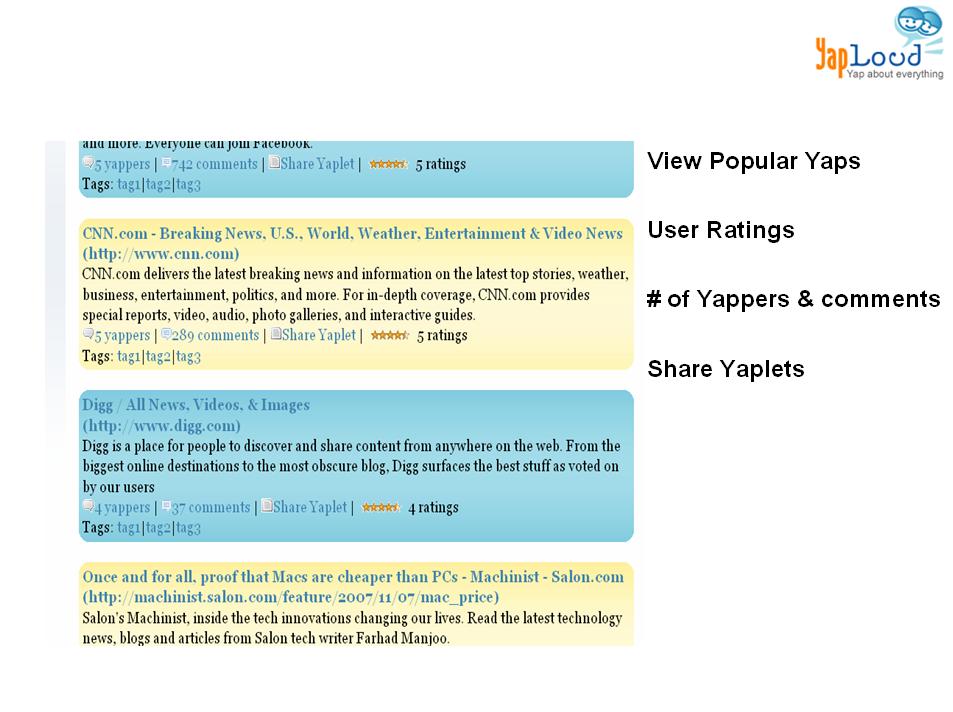 YapLoud
Yap about everything
and more. Everyone can join Facebook.
5 yappers | 742 comments | Share Yaplet | 5 ratings
Tags: tag1|tag2|tag3
CNN.com - Breaking News, U.S., World, Weather, Entertainment & Video News
(http://www.cnn.com)
CNN.com delivers the latest breaking news and information on the latest top stories, weather,
business, entertainment, politics, and more. For in-depth coverage, CNN.com provides
special reports, video, audio, photo galleries, and interactive guides.
5 yappers | 289 comments | Share Yaplet | 5 ratings
Tags: tag1|tag2|tag3
Digg / All News, Videos, & Images
(http://www.digg.com)
Digg is a place for people to discover and share content from anywhere on the web. From the
biggest online destinations to the most obscure blog, Digg surfaces the best stuff as voted on
by our users
4 yappers | 37 comments | Share Yaplet | 4 ratings
Tags: tag1|tag2|tag3
Once and for all, proof that Macs are cheaper than PCs - Machinist - Salon.com
(http://machinist.salon.com/feature/2007/11/07/mac_price)
Salon's Machinist, inside the tech innovations changing our lives. Read the latest technology
news, blogs and articles from Salon tech writer Farhad Manjoo.
View Popular Yaps
User Ratings
# of Yappers & comments
Share Yaplets